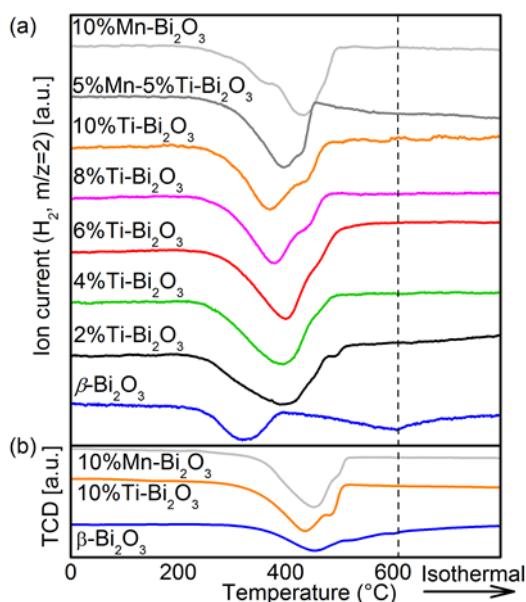 (a)
10%Mn-Bi₂O₃
5%Mn-5%Ti-Bi₂O₃
10%Ti-Bi₂O₃
8%Ti-Bi₂O₃
6%Ti-Bi₂O₃
4%Ti-Bi₂O₃
2%Ti-Bi₂O₃
β-Bi₂O₃
Ion current (H₂, m/z=2) [a.u.]
(b)
10%Mn-Bi₂O₃
10%Ti-Bi₂O₃
β-Bi₂O₃
TCD [a.u.]
0 200 400 600
Temperature (°C)
Isothermal